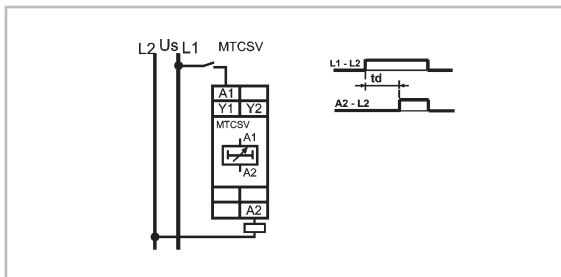 L2 Us L1 MTCSV
A1
Y1 Y2
MTCSV
A1
A2
A2
L1 - L2
td
A2 - L2